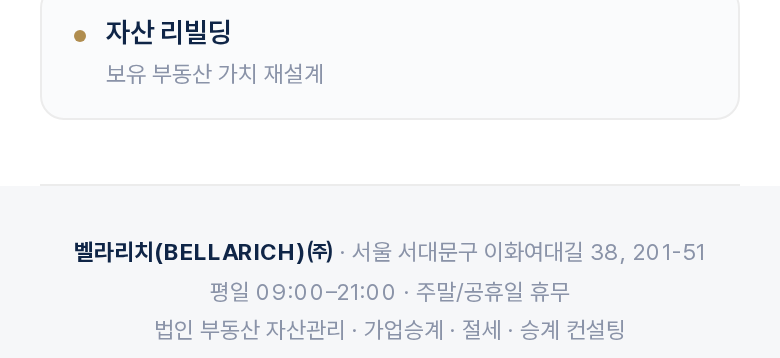 자산 리빌딩
보유 부동산 가치 재설계
벨라리치(BELLARICH)㈜ · 서울 서대문구 이화여대길 38, 201-51
평일 09:00–21:00 · 주말/공휴일 휴무
법인 부동산 자산관리 · 가업승계 · 절세 · 승계 컨설팅